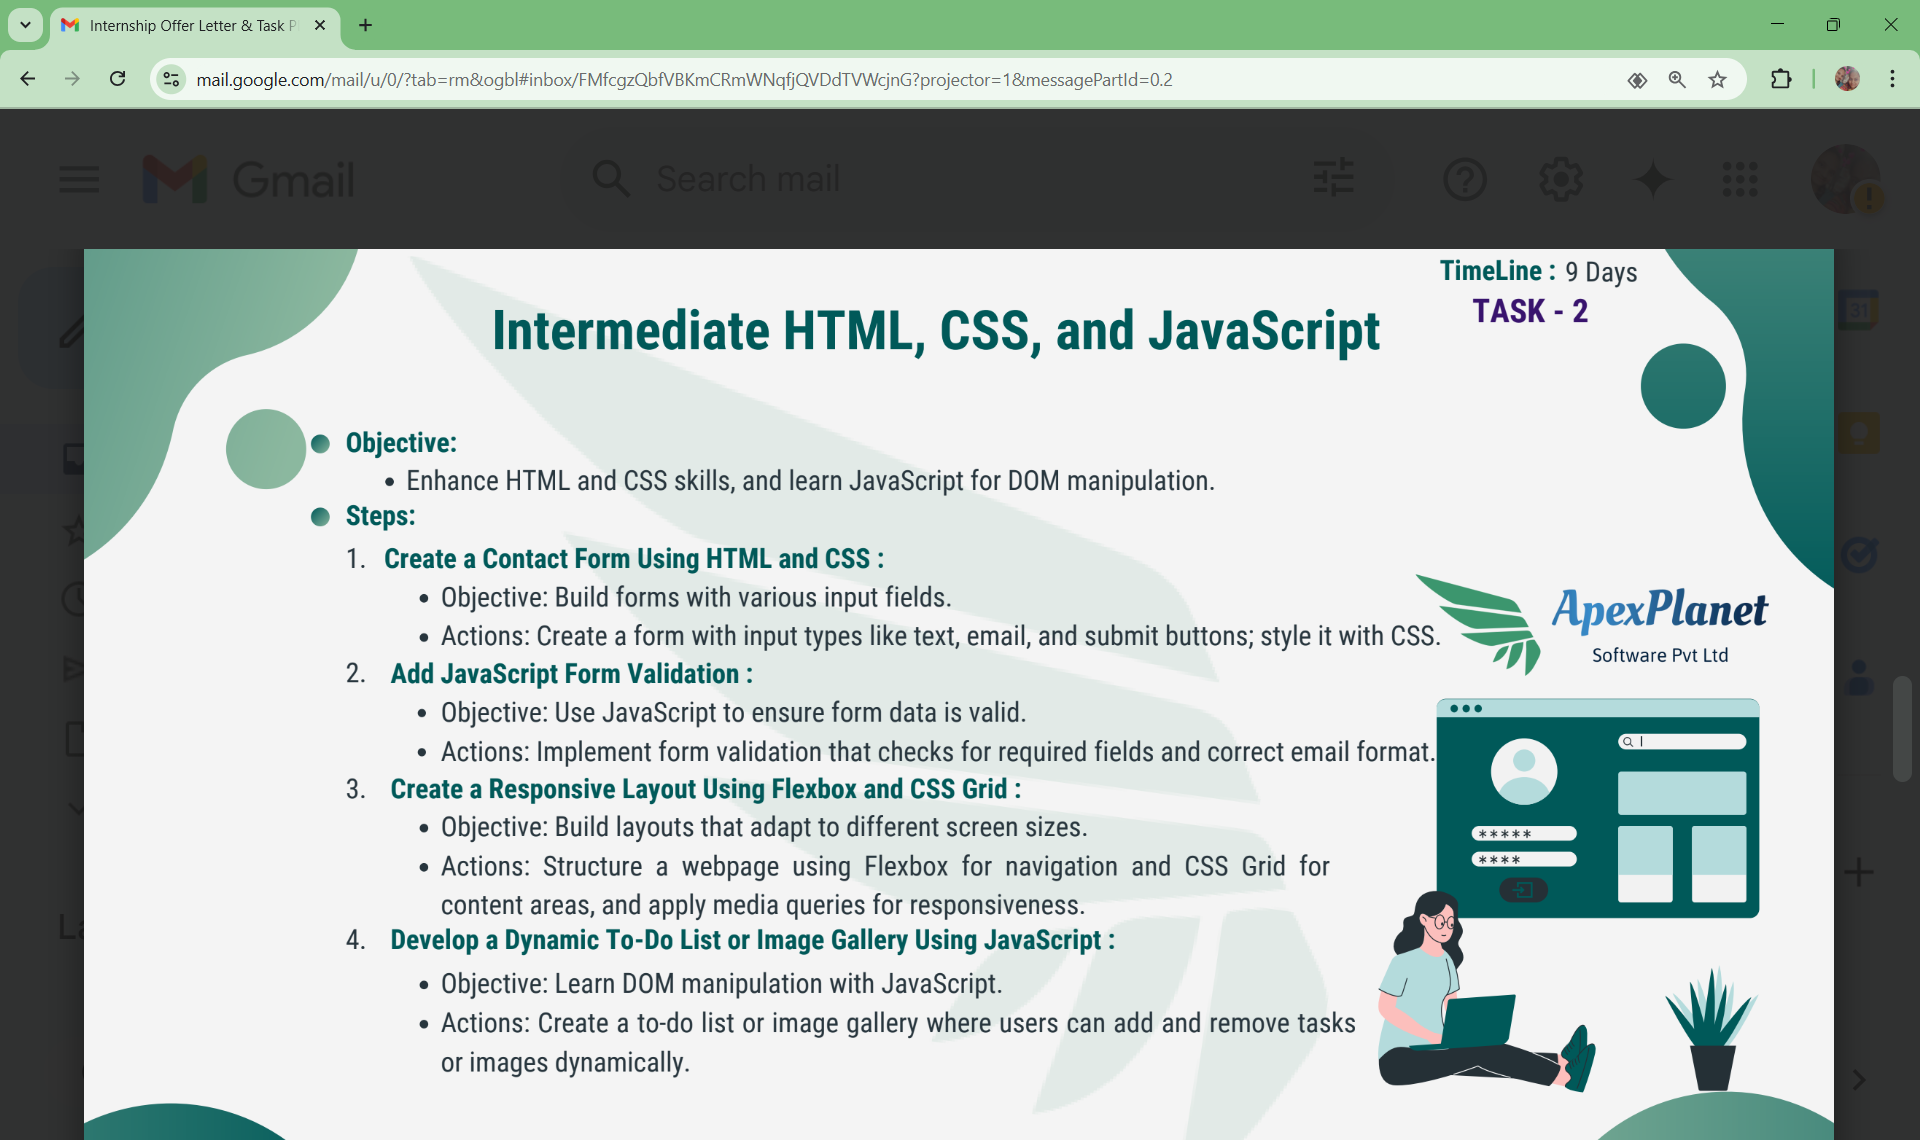 Internship Offer Letter & Task P
mail.google.com/mail/u/0/?tab=rm&ogbl#inbox/FMfcgzQbfVBKmCRmWNqfjQVDdTVWcjnG?projector=1&messagePartId=0.2
Gmail
Search mail
TimeLine : 9 Days
TASK - 2
Intermediate HTML, CSS, and JavaScript
Objective:
• Enhance HTML and CSS skills, and learn JavaScript for DOM manipulation.
Steps:
1. Create a Contact Form Using HTML and CSS :
• Objective: Build forms with various input fields.
• Actions: Create a form with input types like text, email, and submit buttons; style it with CSS.
2. Add JavaScript Form Validation :
• Objective: Use JavaScript to ensure form data is valid.
• Actions: Implement form validation that checks for required fields and correct email format.
3. Create a Responsive Layout Using Flexbox and CSS Grid :
• Objective: Build layouts that adapt to different screen sizes.
• Actions: Structure a webpage using Flexbox for navigation and CSS Grid for
content areas, and apply media queries for responsiveness.
4. Develop a Dynamic To-Do List or Image Gallery Using JavaScript :
• Objective: Learn DOM manipulation with JavaScript.
• Actions: Create a to-do list or image gallery where users can add and remove tasks
or images dynamically.
ApexPlanet
Software Pvt Ltd
*****
****
31
La